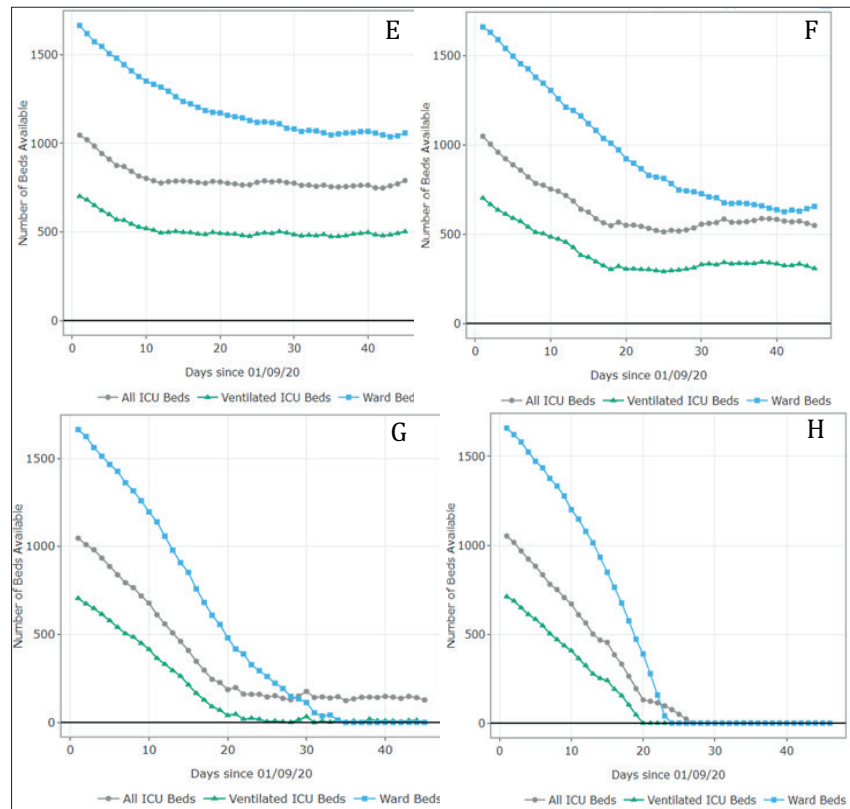 E
Number of Beds Available
1500
1000
500
0
0 10 20 30 40
Days since 01/09/20
All ICU Beds Ventilated ICU Beds Ward Beds
F
Number of Beds Available
1500
1000
500
0
0 10 20 30 40
Days since 01/09/20
All ICU Beds Ventilated ICU Beds Ward Beds
G
Number of Beds Available
1500
1000
500
0
0 10 20 30 40
Days since 01/09/20
All ICU Beds Ventilated ICU Beds Ward Beds
H
Number of Beds Available
1500
1000
500
0
0 10 20 30 40
Days since 01/09/20
All ICU Beds Ventilated ICU Beds Ward Beds